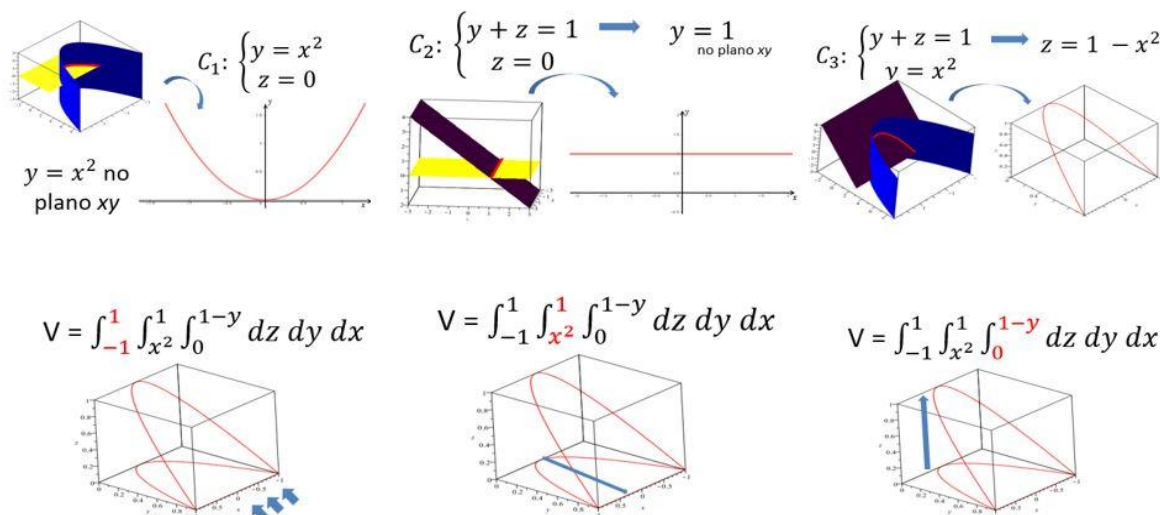 C₁: { y = x²
z = 0
y = x² no
plano xy
C₂: { y + z = 1
z = 0
y = 1
no plano xy
C₃: { y + z = 1
y = x²
z = 1 − x²
V = ∫₋₁¹ ∫ₓ²¹ ∫₀¹⁻ʸ dz dy dx
V = ∫₋₁¹ ∫ₓ²¹ ∫₀¹⁻ʸ dz dy dx
V = ∫₋₁¹ ∫ₓ²¹ ∫₀¹⁻ʸ dz dy dx